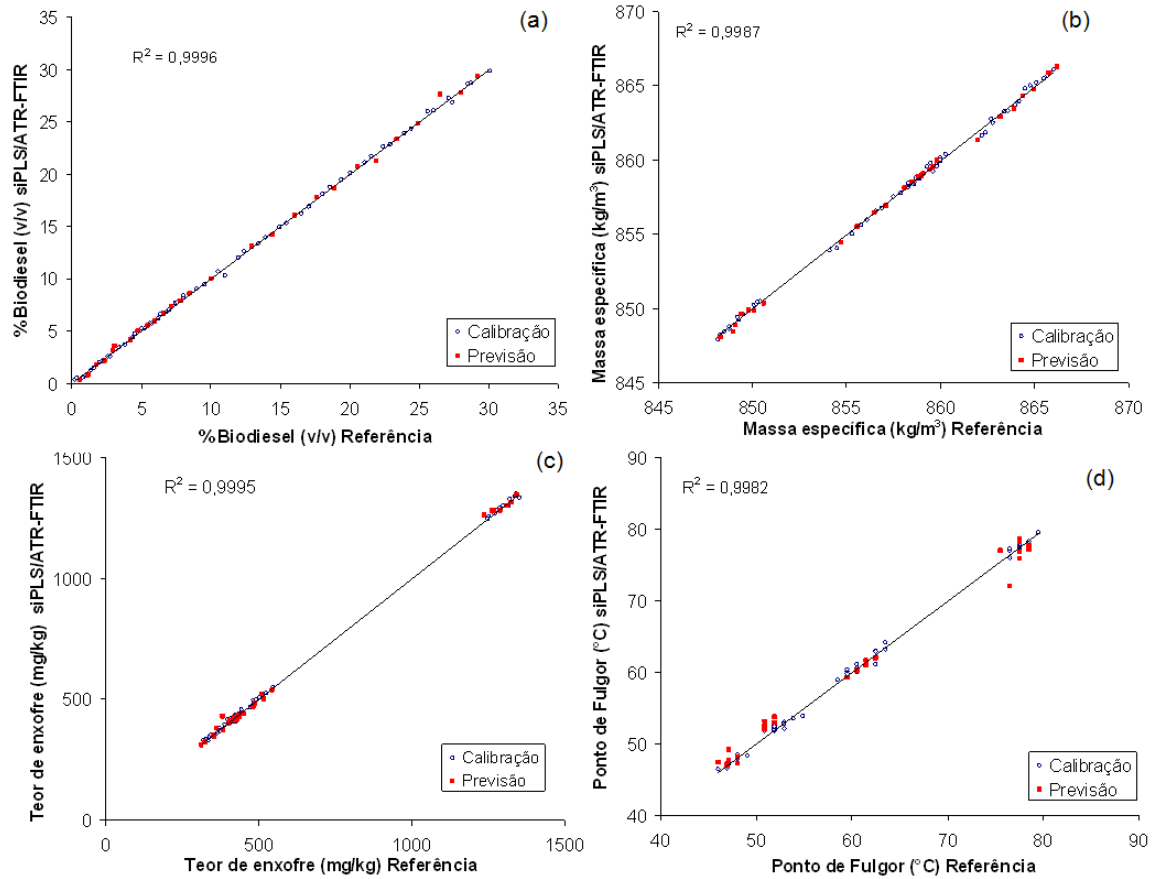 (a)
R² = 0,9996
%Biodiesel (v/v) siPLS/ATR-FTIR
35
30
25
20
15
10
5
0
0 5 10 15 20 25 30 35
%Biodiesel (v/v) Referência
Calibração
Previsão
(b)
R² = 0,9987
Massa específica (kg/m³) siPLS/ATR-FTIR
870
865
860
855
850
845
845 850 855 860 865 870
Massa específica (kg/m³) Referência
Calibração
Previsão
(c)
R² = 0,9995
Teor de enxofre (mg/kg) siPLS/ATR-FTIR
1500
1000
500
0
0 500 1000 1500
Teor de enxofre (mg/kg) Referência
Calibração
Previsão
(d)
R² = 0,9982
Ponto de Fulgor (°C) siPLS/ATR-FTIR
90
80
70
60
50
40
40 50 60 70 80 90
Ponto de Fulgor (°C) Referência
Calibração
Previsão